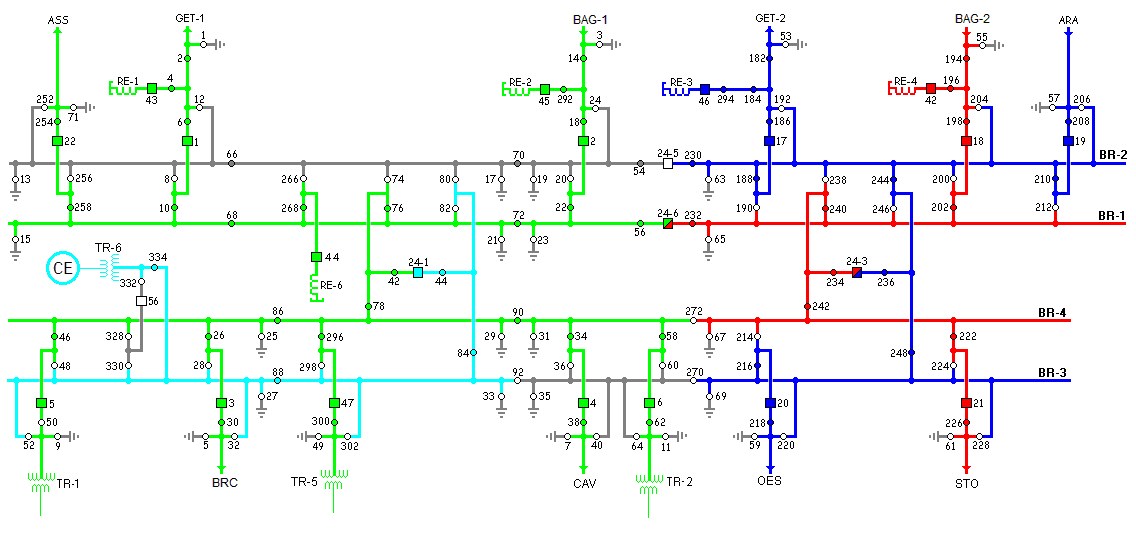 ASS GET-1 BAG-1 GET-2 BAG-2 ARA
1 3 53 55
2 14 182 194
RE-1 4 RE-2 RE-3 RE-4 196
43 45 292 46 294 184 42
252 71 12 24 192 204 57 206
254 6 18 186 198 208
22 1 2 17 18 19
66 70 24-5 230 BR-2
54
13 256 8 266 74 80 17 19 20 63 188 238 244 200 210
258 10 268 76 82 22 190 240 246 202 212
68 72 24-6 232 BR-1
56
15 21 23 65
TR-6 334 44 24-1 24-3
CE 332 42 44 234 236
56 RE-6
78 242
86 90 272 BR-4
46 328 26 25 296 29 31 34 58 67 214 222
84 248
48 330 28 298 36 60 216 224
88 92 270 BR-3
27 33 35 69
5 3 47 4 6 20 21
50 30 300 38 62 218 226
52 9 5 32 49 302 7 40 64 11 59 220 61 228
TR-1 BRC TR-5 CAV TR-2 OES STO